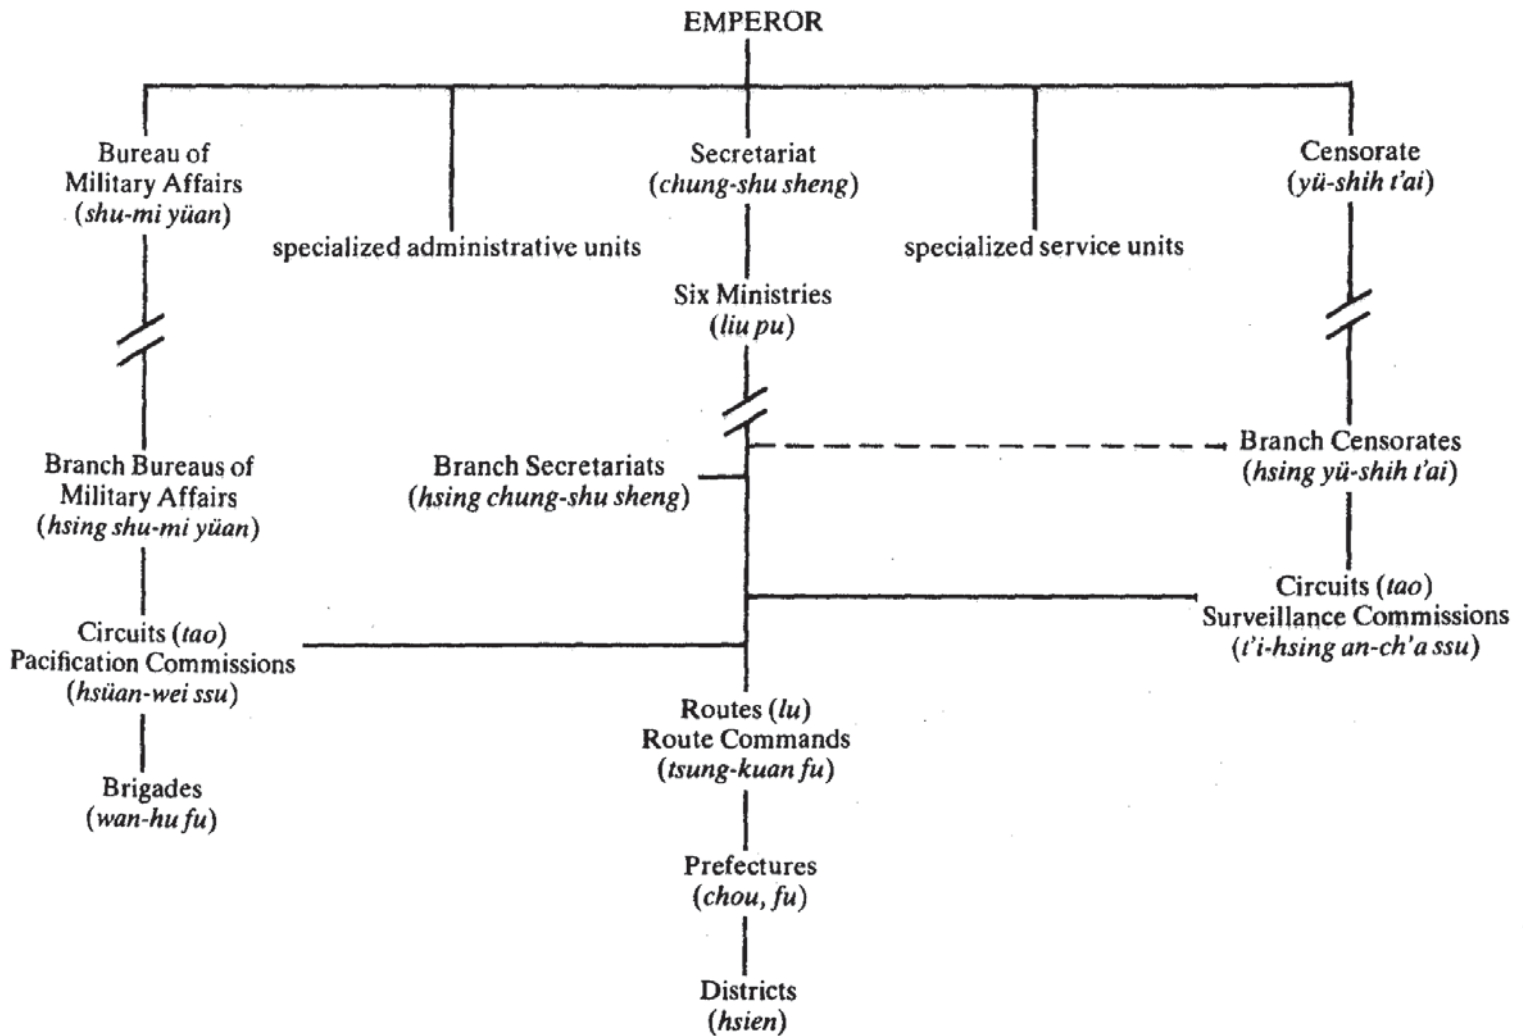 EMPEROR
Bureau of
Military Affairs
(shu-mi yüan)
specialized administrative units
Secretariat
(chung-shu sheng)
specialized service units
Censorate
(yü-shih t'ai)
Six Ministries
(liu pu)
Branch Bureaus of
Military Affairs
(hsing shu-mi yüan)
Branch Secretariats
(hsing chung-shu sheng)
Branch Censorates
(hsing yü-shih t'ai)
Circuits (tao)
Pacification Commissions
(hsüan-wei ssu)
Circuits (tao)
Surveillance Commissions
(t'i-hsing an-ch'a ssu)
Brigades
(wan-hu fu)
Routes (lu)
Route Commands
(tsung-kuan fu)
Prefectures
(chou, fu)
Districts
(hsien)